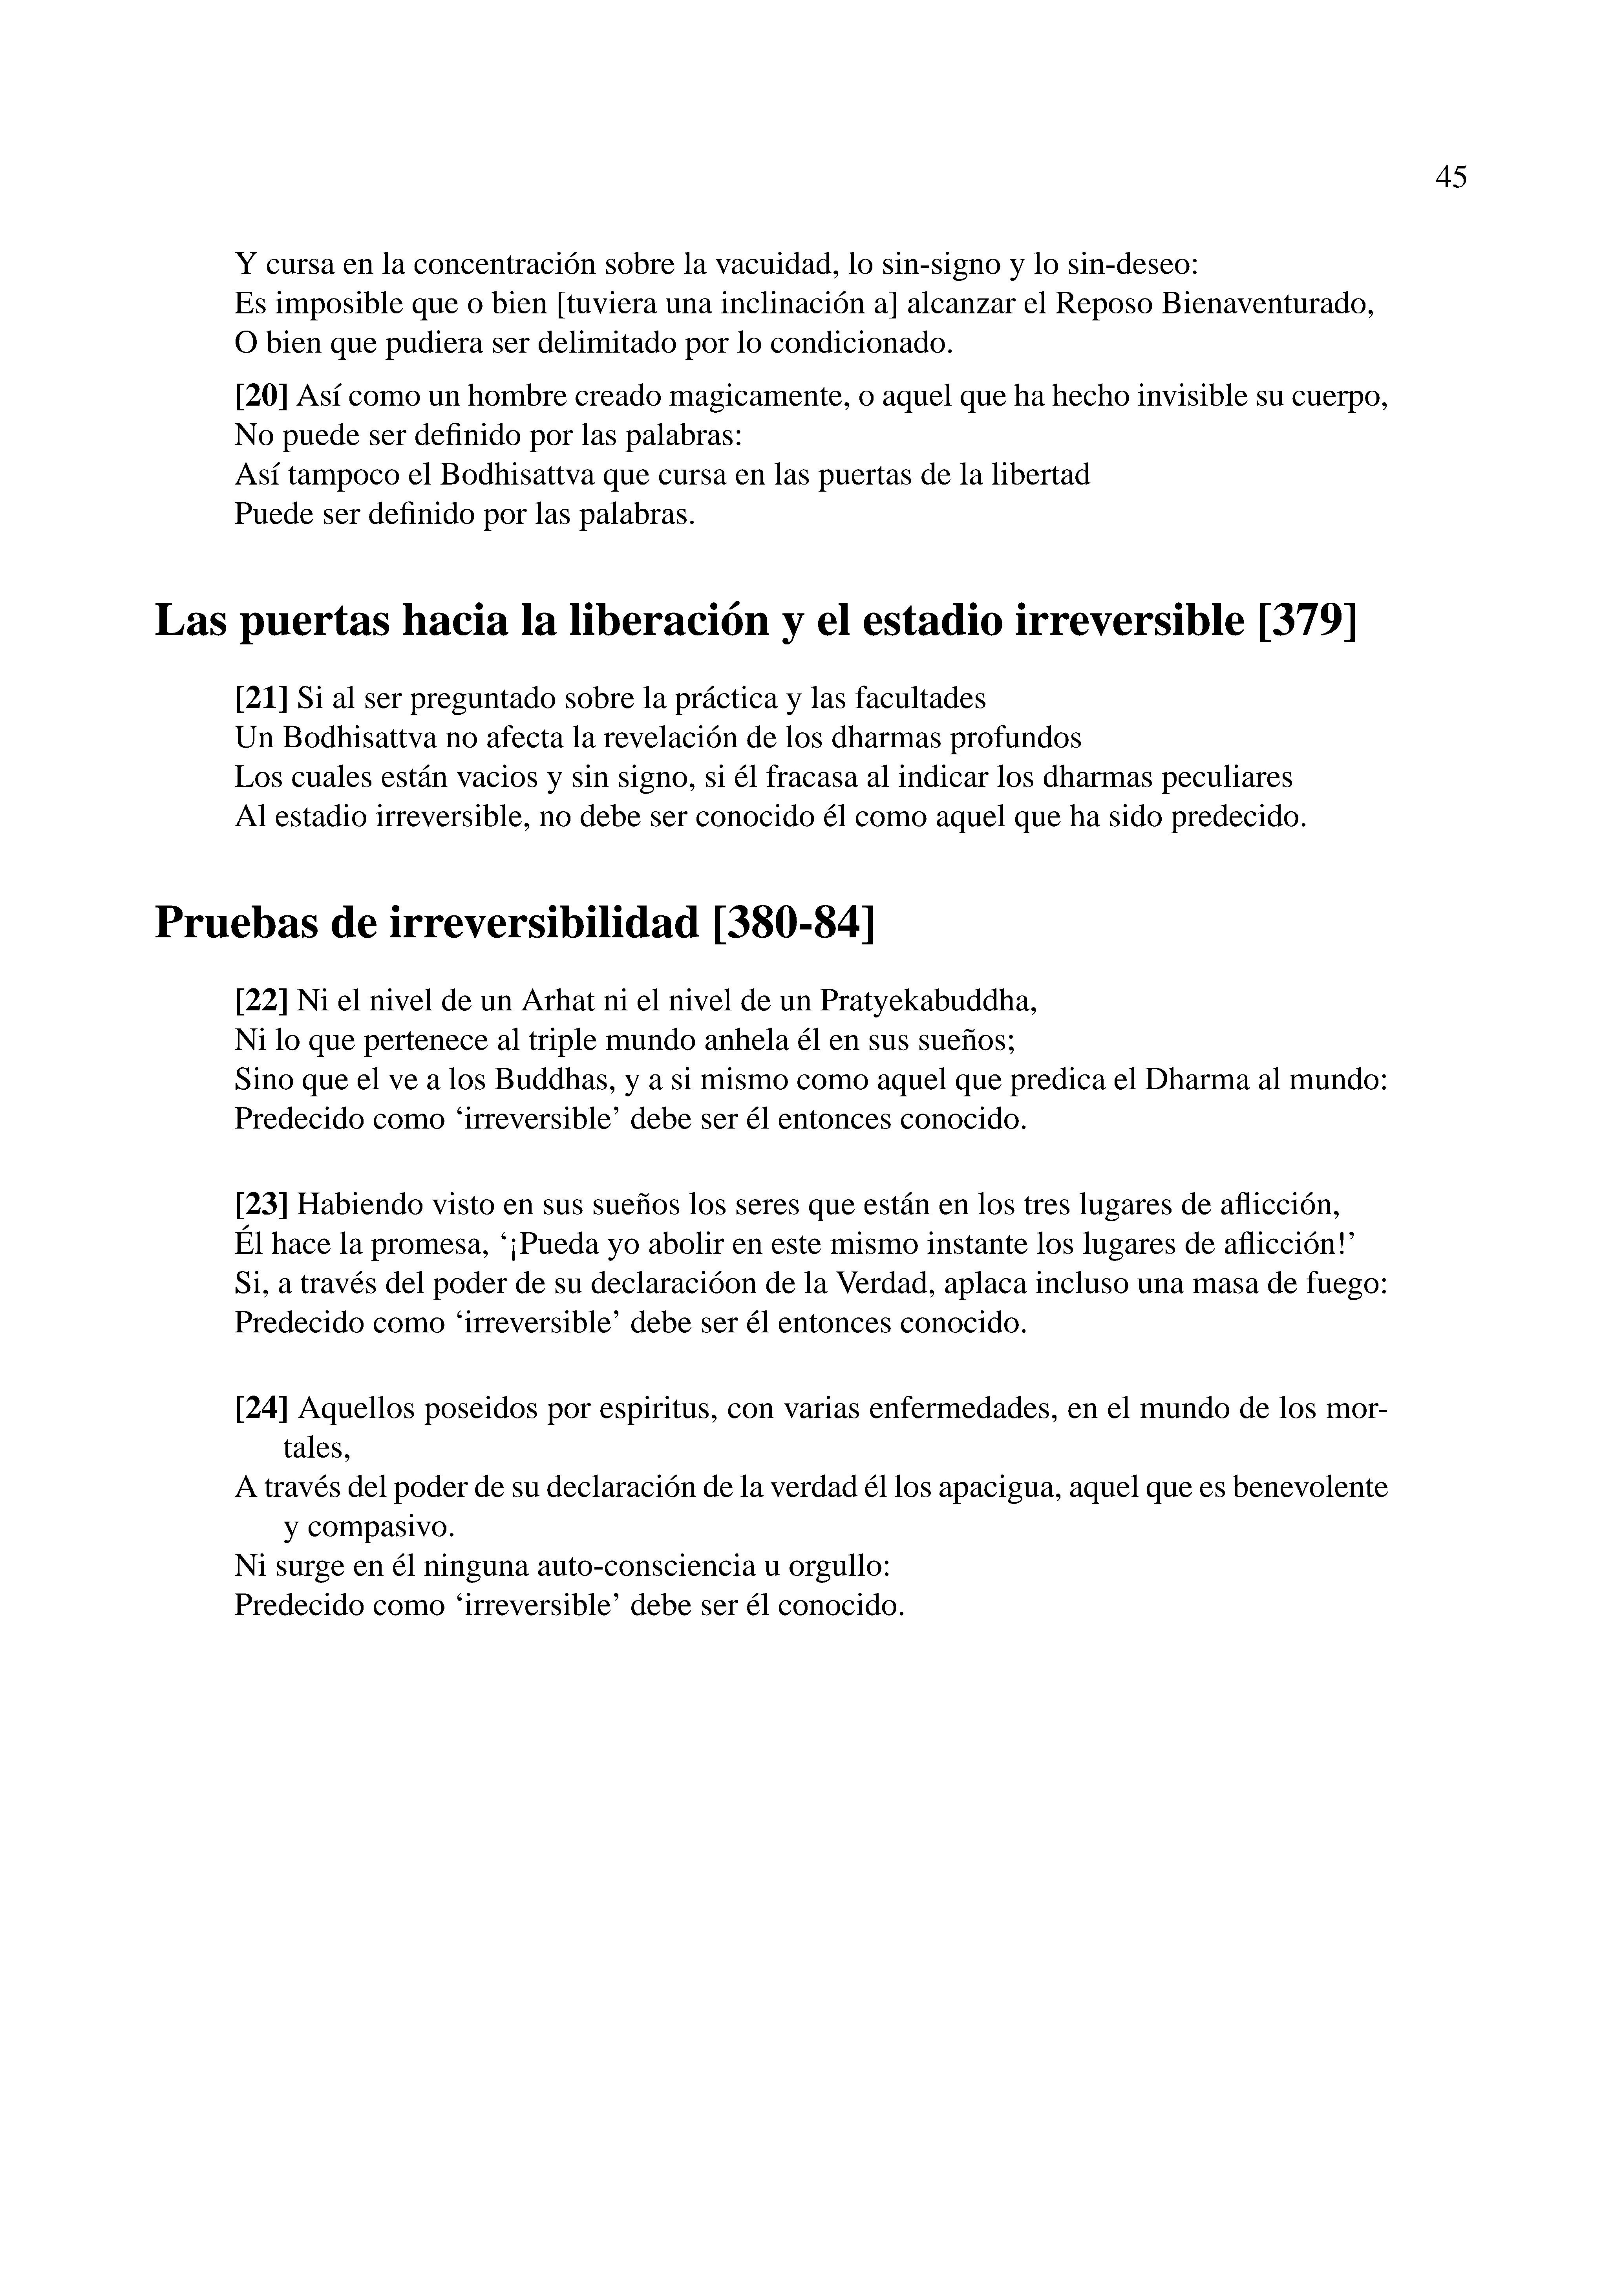 45
Y cursa en la concentración sobre la vacuidad, lo sin-signo y lo sin-deseo:
Es imposible que o bien [tuviera una inclinación a] alcanzar el Reposo Bienaventurado,
O bien que pudiera ser delimitado por lo condicionado.
[20] Así como un hombre creado magicamente, o aquel que ha hecho invisible su cuerpo,
No puede ser definido por las palabras:
Así tampoco el Bodhisattva que cursa en las puertas de la libertad
Puede ser definido por las palabras.
Las puertas hacia la liberación y el estadio irreversible [379]
[21] Si al ser preguntado sobre la práctica y las facultades
Un Bodhisattva no afecta la revelación de los dharmas profundos
Los cuales están vacios y sin signo, si él fracasa al indicar los dharmas peculiares
Al estadio irreversible, no debe ser conocido él como aquel que ha sido predecido.
Pruebas de irreversibilidad [380-84]
[22] Ni el nivel de un Arhat ni el nivel de un Pratyekabuddha,
Ni lo que pertenece al triple mundo anhela él en sus sueños;
Sino que el ve a los Buddhas, y a si mismo como aquel que predica el Dharma al mundo:
Predecido como ‘irreversible’ debe ser él entonces conocido.
[23] Habiendo visto en sus sueños los seres que están en los tres lugares de aflicción,
Él hace la promesa, ‘¡Pueda yo abolir en este mismo instante los lugares de aflicción!’
Si, a través del poder de su declaracióon de la Verdad, aplaca incluso una masa de fuego:
Predecido como ‘irreversible’ debe ser él entonces conocido.
[24] Aquellos poseidos por espiritus, con varias enfermedades, en el mundo de los mor-
tales,
A través del poder de su declaración de la verdad él los apacigua, aquel que es benevolente
y compasivo.
Ni surge en él ninguna auto-consciencia u orgullo:
Predecido como ‘irreversible’ debe ser él conocido.